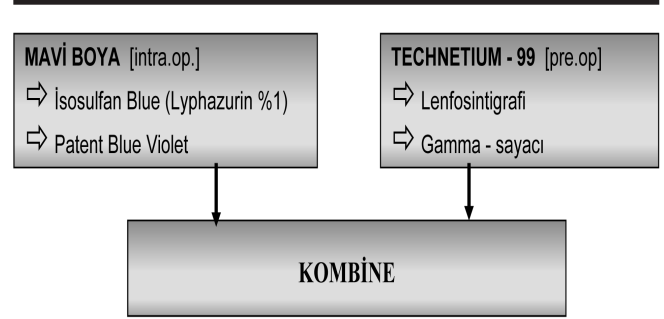 MAVİ BOYA [intra.op.]
⇨ İsosulfan Blue (Lyphazurin %1)
⇨ Patent Blue Violet
TECHNETIUM - 99 [pre.op]
⇨ Lenfosintigrafi
⇨ Gamma - sayacı
KOMBİNE